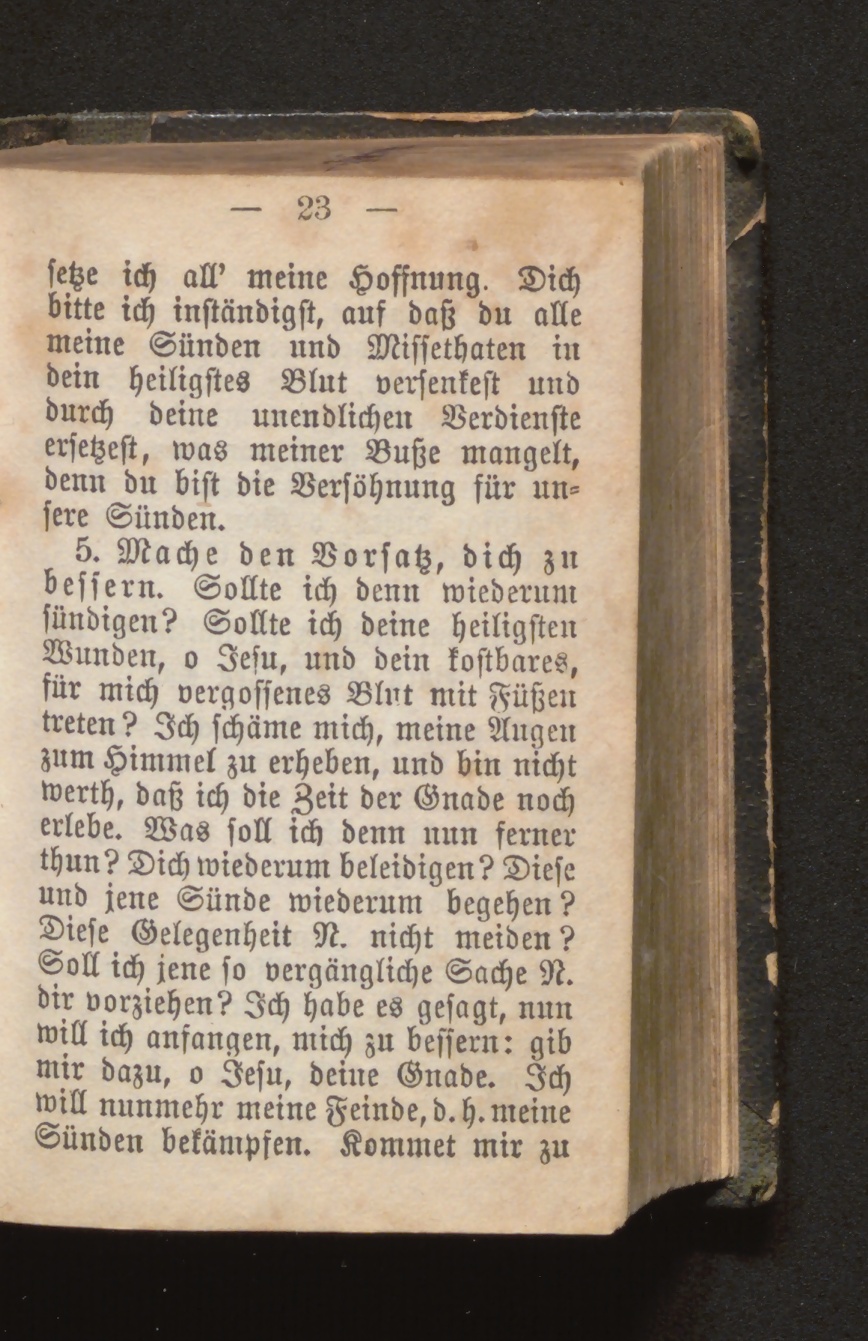 — 23 —
setze ich all' meine Hoffnung. Dich
bitte ich inständigst, auf daß du alle
meine Sünden und Missethaten in
dein heiligstes Blut versenkest und
durch deine unendlichen Verdienste
ersetzest, was meiner Buße mangelt,
denn du bist die Versöhnung für un-
sere Sünden.
5. Mache den Vorsatz, dich zu
bessern. Sollte ich denn wiederum
sündigen? Sollte ich deine heiligsten
Wunden, o Jesu, und dein kostbares,
für mich vergossenes Blut mit Füßen
treten? Ich schäme mich, meine Augen
zum Himmel zu erheben, und bin nicht
werth, daß ich die Zeit der Gnade noch
erlebe. Was soll ich denn nun ferner
thun? Dich wiederum beleidigen? Diese
und jene Sünde wiederum begehen?
Diese Gelegenheit N. nicht meiden?
Soll ich jene so vergängliche Sache N.
dir vorziehen? Ich habe es gesagt, nun
will ich anfangen, mich zu bessern: gib
mir dazu, o Jesu, deine Gnade. Ich
will nunmehr meine Feinde, d. h. meine
Sünden bekämpfen. Kommet mir zu